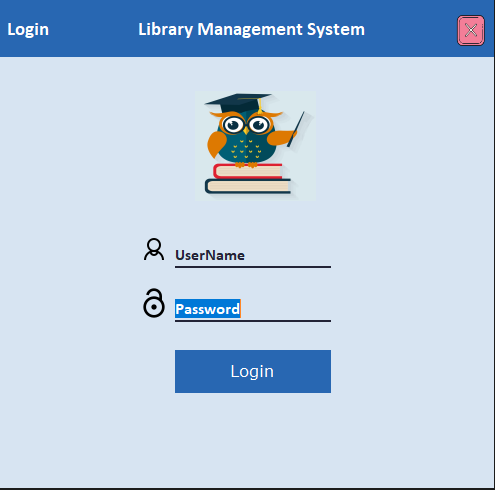 Login
Library Management System
UserName
Password
Login